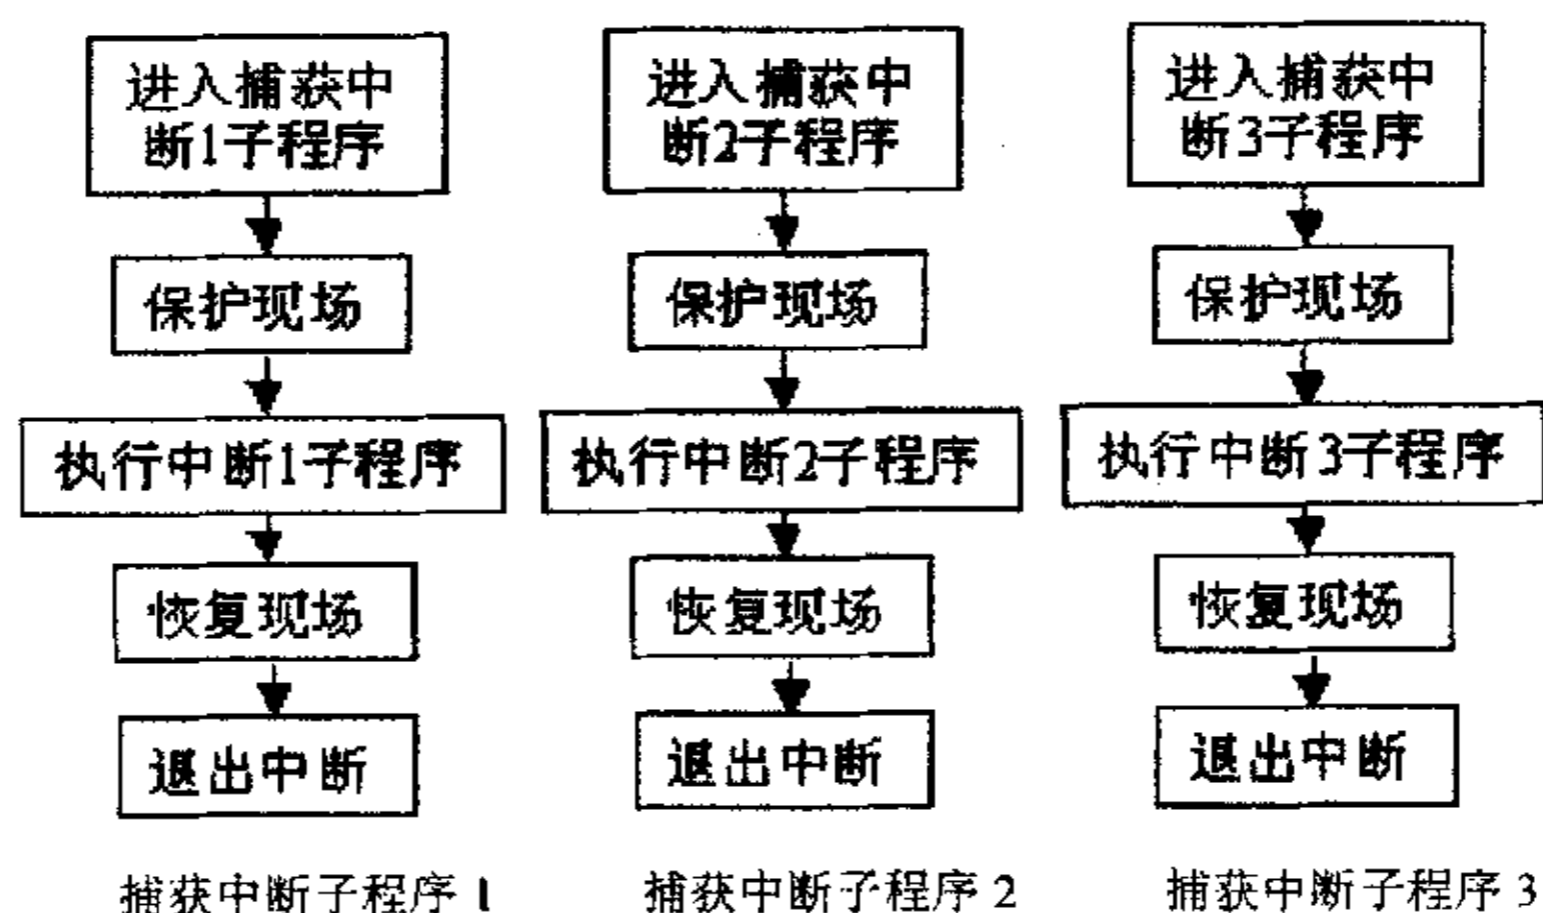 进入捕获中
断1子程序
保护现场
执行中断1子程序
恢复现场
退出中断
捕获中断子程序 1
进入捕获中
断2子程序
保护现场
执行中断2子程序
恢复现场
退出中断
捕获中断子程序 2
进入捕获中
断3子程序
保护现场
执行中断3子程序
恢复现场
退出中断
捕获中断子程序 3